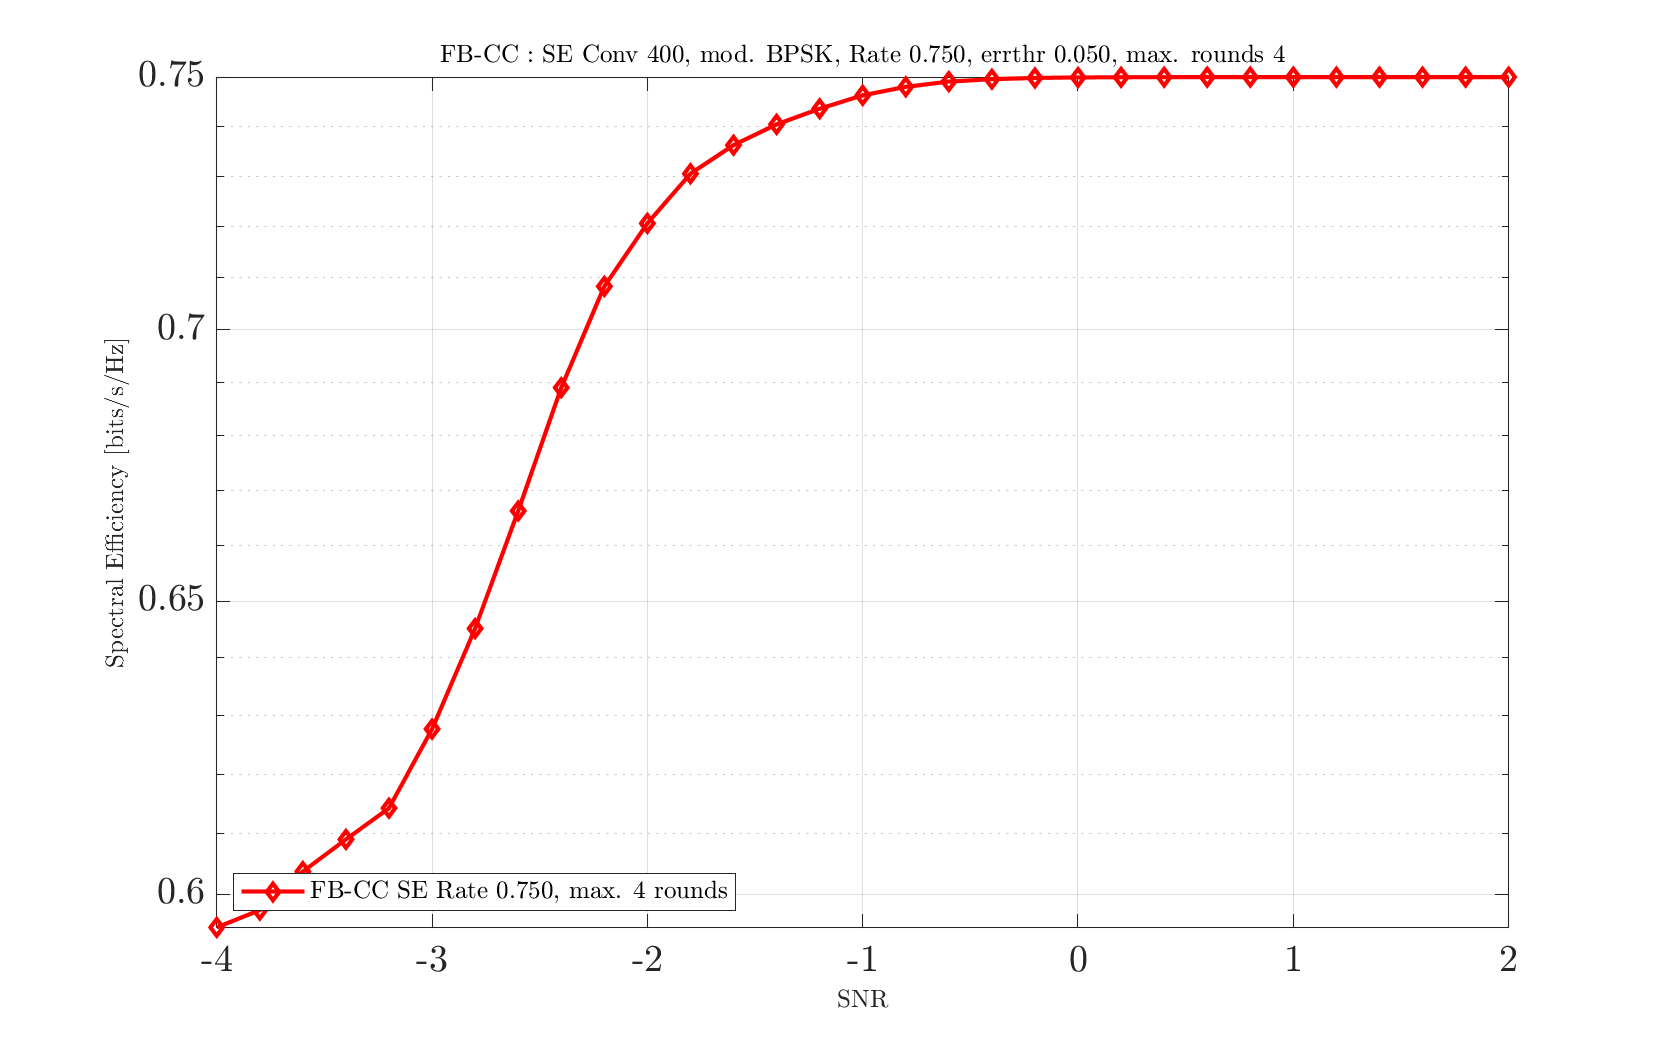 FB-CC : SE Conv 400, mod. BPSK, Rate 0.750, errthr 0.050, max. rounds 4
0.75
0.7
0.65
0.6
Spectral Efficiency [bits/s/Hz]
FB-CC SE Rate 0.750, max. 4 rounds
-4 -3 -2 -1 0 1 2
SNR